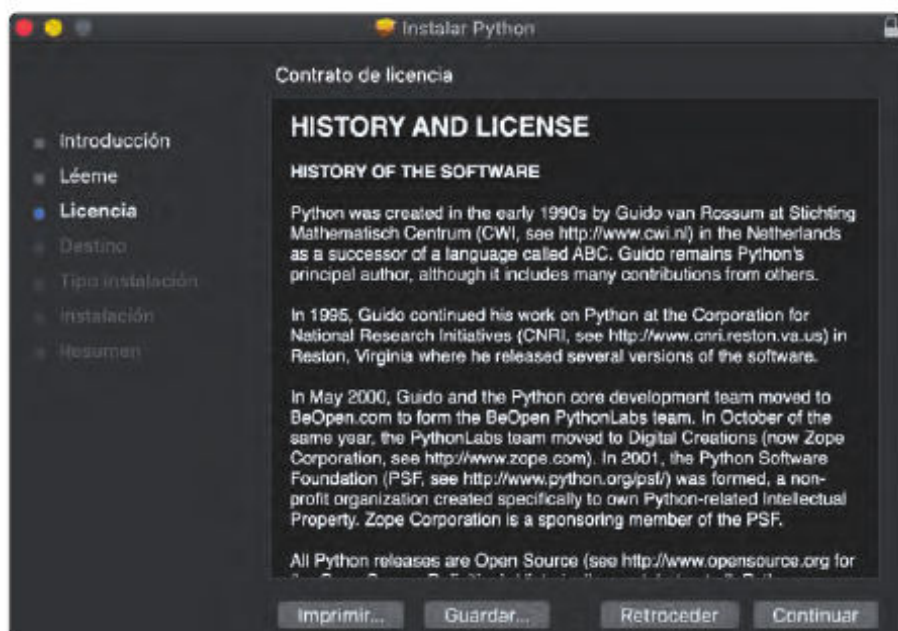 Instalar Python
Contrato de licencia
Introducción
Léeme
Licencia
Destino
Tipo instalación
Instalación
Resumen
HISTORY AND LICENSE
HISTORY OF THE SOFTWARE
Python was created in the early 1990s by Guido van Rossum at Stichting
Mathematisch Centrum (CWI, see http://www.cwi.nl) in the Netherlands
as a successor of a language called ABC. Guido remains Python's
principal author, although it includes many contributions from others.
In 1995, Guido continued his work on Python at the Corporation for
National Research Initiatives (CNRI, see http://www.cnri.reston.va.us) in
Reston, Virginia where he released several versions of the software.
In May 2000, Guido and the Python core development team moved to
BeOpen.com to form the BeOpen PythonLabs team. In October of the
same year, the PythonLabs team moved to Digital Creations (now Zope
Corporation, see http://www.zope.com). In 2001, the Python Software
Foundation (PSF, see http://www.python.org/psf/) was formed, a non-
profit organization created specifically to own Python-related Intellectual
Property. Zope Corporation is a sponsoring member of the PSF.
All Python releases are Open Source (see http://www.opensource.org for
Imprimir...
Guardar...
Retroceder
Continuar